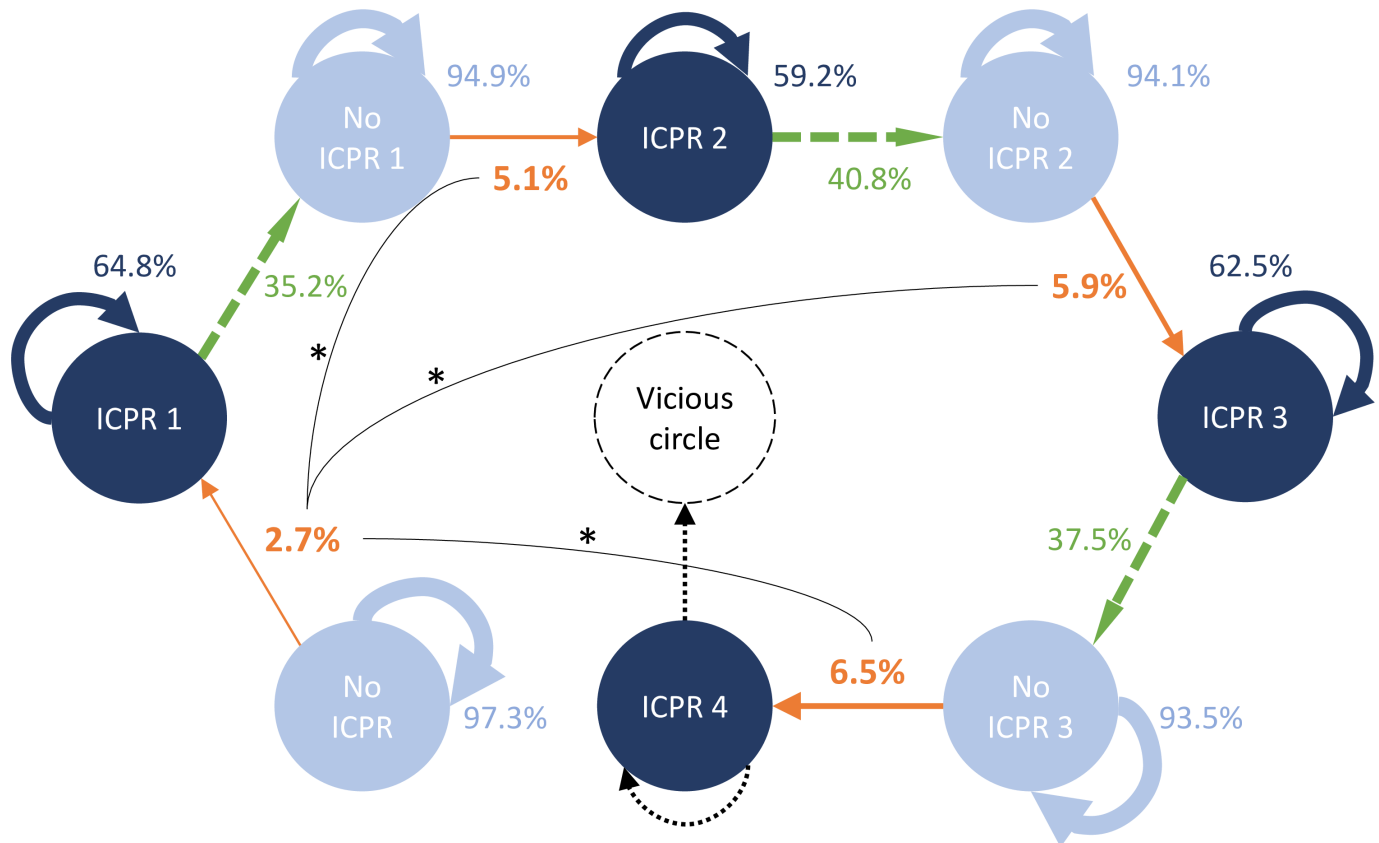 94.9%
59.2%
94.1%
No
ICPR 1
ICPR 2
No
ICPR 2
5.1%
40.8%
64.8%
35.2%
5.9%
62.5%
*
*
ICPR 1
Vicious
circle
ICPR 3
2.7%
*
37.5%
No
ICPR
97.3%
ICPR 4
6.5%
No
ICPR 3
93.5%